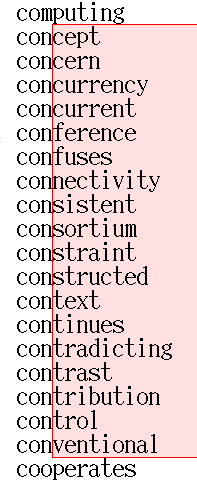 computing
concept
concern
concurrency
concurrent
conference
confuses
connectivity
consistent
consortium
constraint
constructed
context
continues
contradicting
contrast
contribution
control
conventional
cooperates